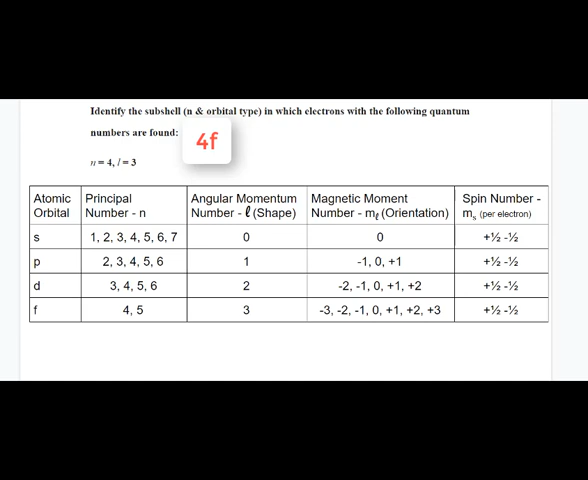 Identify the subshell (n & orbital type) in which electrons with the following quantum
numbers are found:
4f
n = 4, l = 3
Atomic Orbital Principal Number - n Angular Momentum Number - ℓ (Shape) Magnetic Moment Number - mℓ (Orientation) Spin Number - ms (per electron)
s 1, 2, 3, 4, 5, 6, 7 0 0 +½ -½
p 2, 3, 4, 5, 6 1 -1, 0, +1 +½ -½
d 3, 4, 5, 6 2 -2, -1, 0, +1, +2 +½ -½
f 4, 5 3 -3, -2, -1, 0, +1, +2, +3 +½ -½